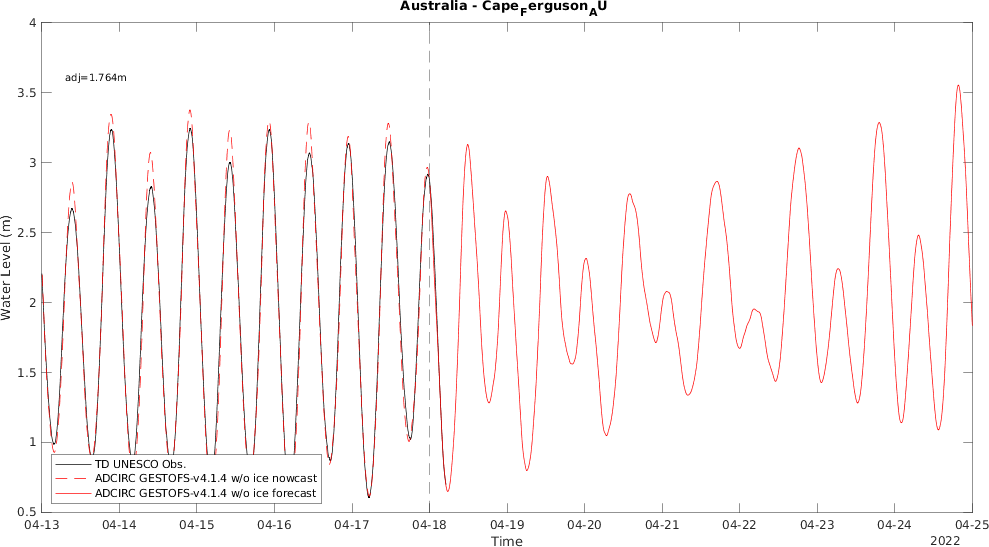 Australia - CapeFergusonAU
4
adj=1.764m
3.5
3
2.5
2
1.5
1
0.5
Water Level (m)
TD UNESCO Obs.
ADCIRC GESTOFS-v4.1.4 w/o ice nowcast
ADCIRC GESTOFS-v4.1.4 w/o ice forecast
04-13 04-14 04-15 04-16 04-17 04-18 04-19 04-20 04-21 04-22 04-23 04-24 04-25
Time
2022